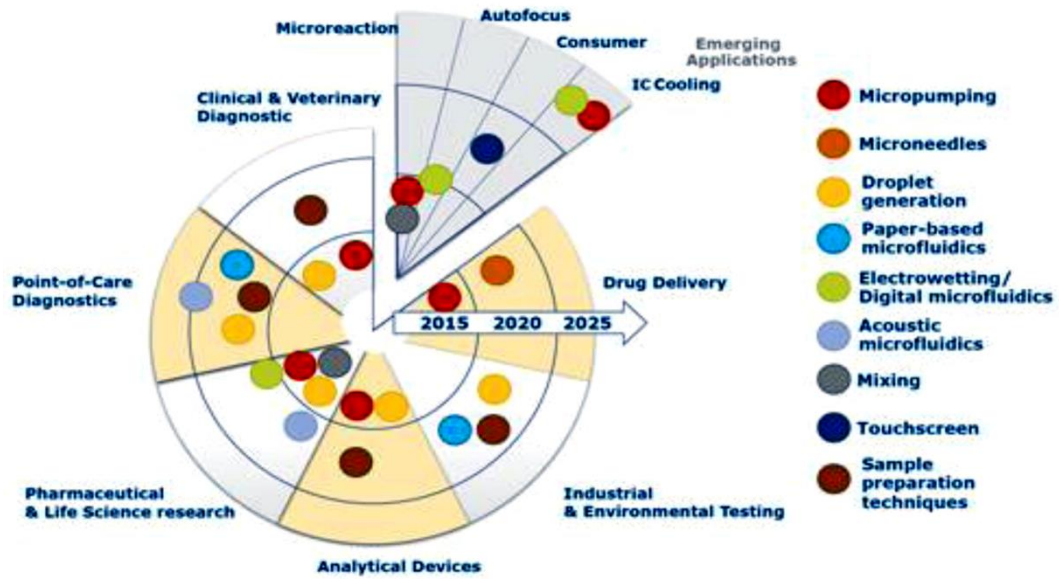 Microreaction
Autofocus
Consumer
Emerging
Applications
IC Cooling
Clinical & Veterinary
Diagnostic
Point-of-Care
Diagnostics
Drug Delivery
2015 2020 2025
Pharmaceutical
& Life Science research
Industrial
& Environmental Testing
Analytical Devices
Micropumping
Microneedles
Droplet
generation
Paper-based
microfluidics
Electrowetting/
Digital microfluidics
Acoustic
microfluidics
Mixing
Touchscreen
Sample
preparation
techniques